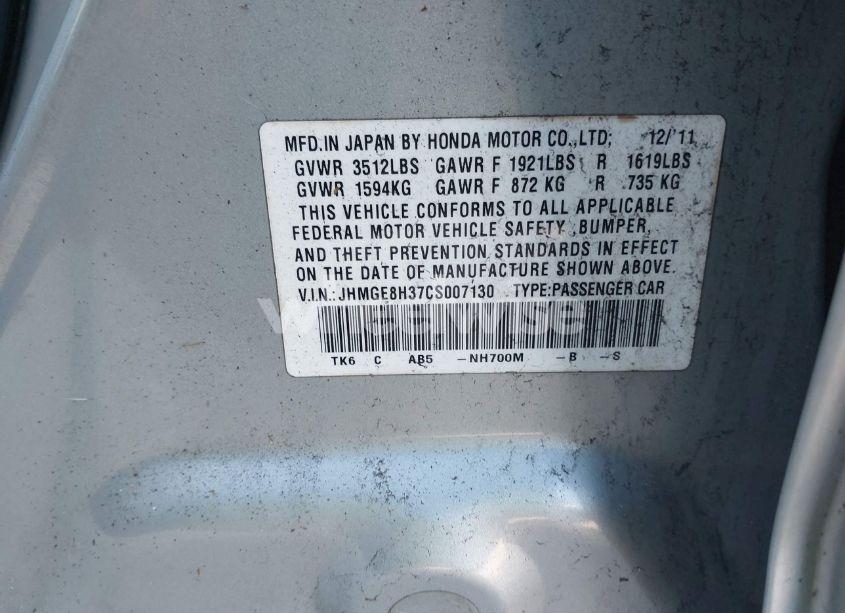 MFD.IN JAPAN BY HONDA MOTOR CO.,LTD; 12/'11
GVWR 3512LBS GAWR F 1921LBS R 1619LBS
GVWR 1594KG GAWR F 872 KG R 735 KG
THIS VEHICLE CONFORMS TO ALL APPLICABLE
FEDERAL MOTOR VEHICLE SAFETY ,BUMPER,
AND THEFT PREVENTION STANDARDS IN EFFECT
ON THE DATE OF MANUFACTURE SHOWN ABOVE.
V.I.N.:JHMGE8H37CS007130 TYPE:PASSENGER CAR
TK6 C AB5 -NH700M -B -S